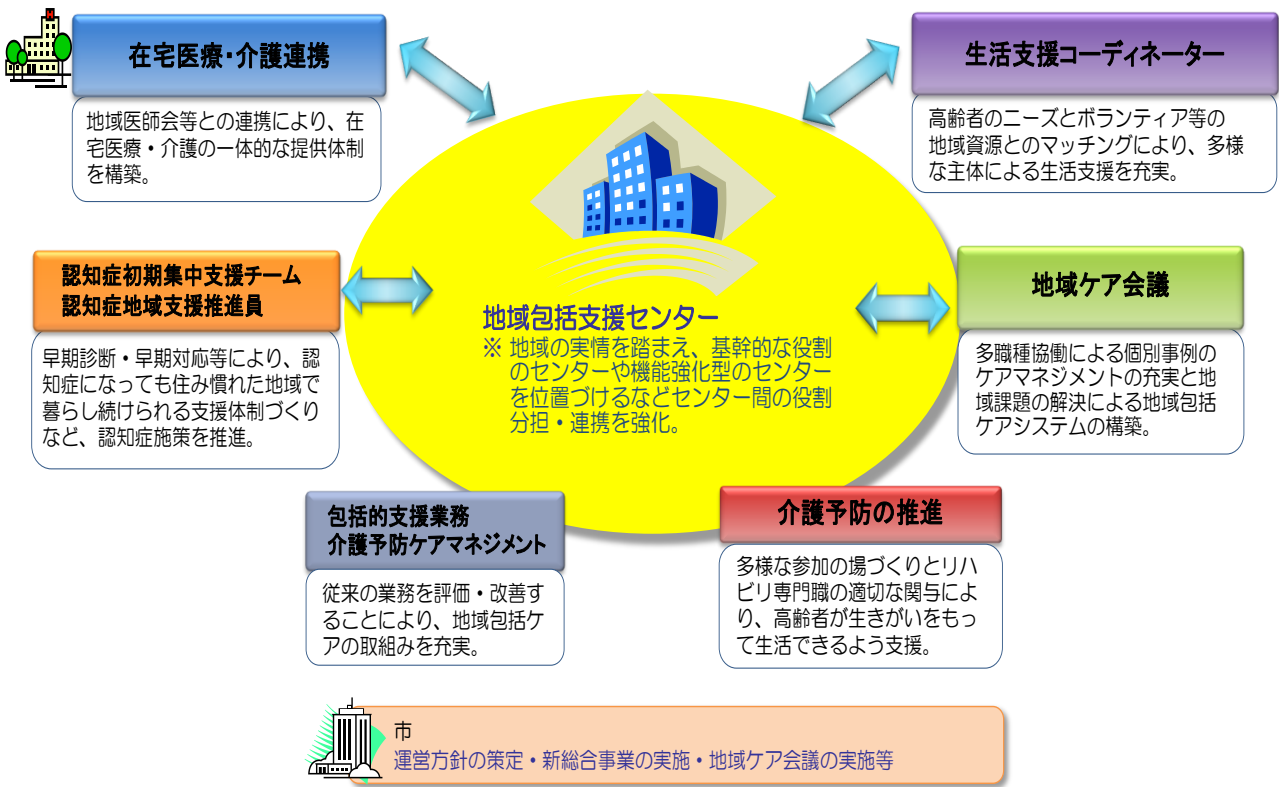 在宅医療・介護連携
地域医師会等との連携により、在
宅医療・介護の一体的な提供体制
を構築。
生活支援コーディネーター
高齢者のニーズとボランティア等の
地域資源とのマッチングにより、多様
な主体による生活支援を充実。
認知症初期集中支援チーム
認知症地域支援推進員
早期診断・早期対応等により、認
知症になっても住み慣れた地域で
暮らし続けられる支援体制づくり
など、認知症施策を推進。
地域包括支援センター
※ 地域の実情を踏まえ、基幹的な役割
のセンターや機能強化型のセンター
を位置づけるなどセンター間の役割
分担・連携を強化。
地域ケア会議
多職種協働による個別事例の
ケアマネジメントの充実と地
域課題の解決による地域包括
ケアシステムの構築。
包括的支援業務
介護予防ケアマネジメント
従来の業務を評価・改善す
ることにより、地域包括ケ
アの取組みを充実。
介護予防の推進
多様な参加の場づくりとリハ
ビリ専門職の適切な関与によ
り、高齢者が生きがいをもっ
て生活できるよう支援。
市
運営方針の策定・新総合事業の実施・地域ケア会議の実施等